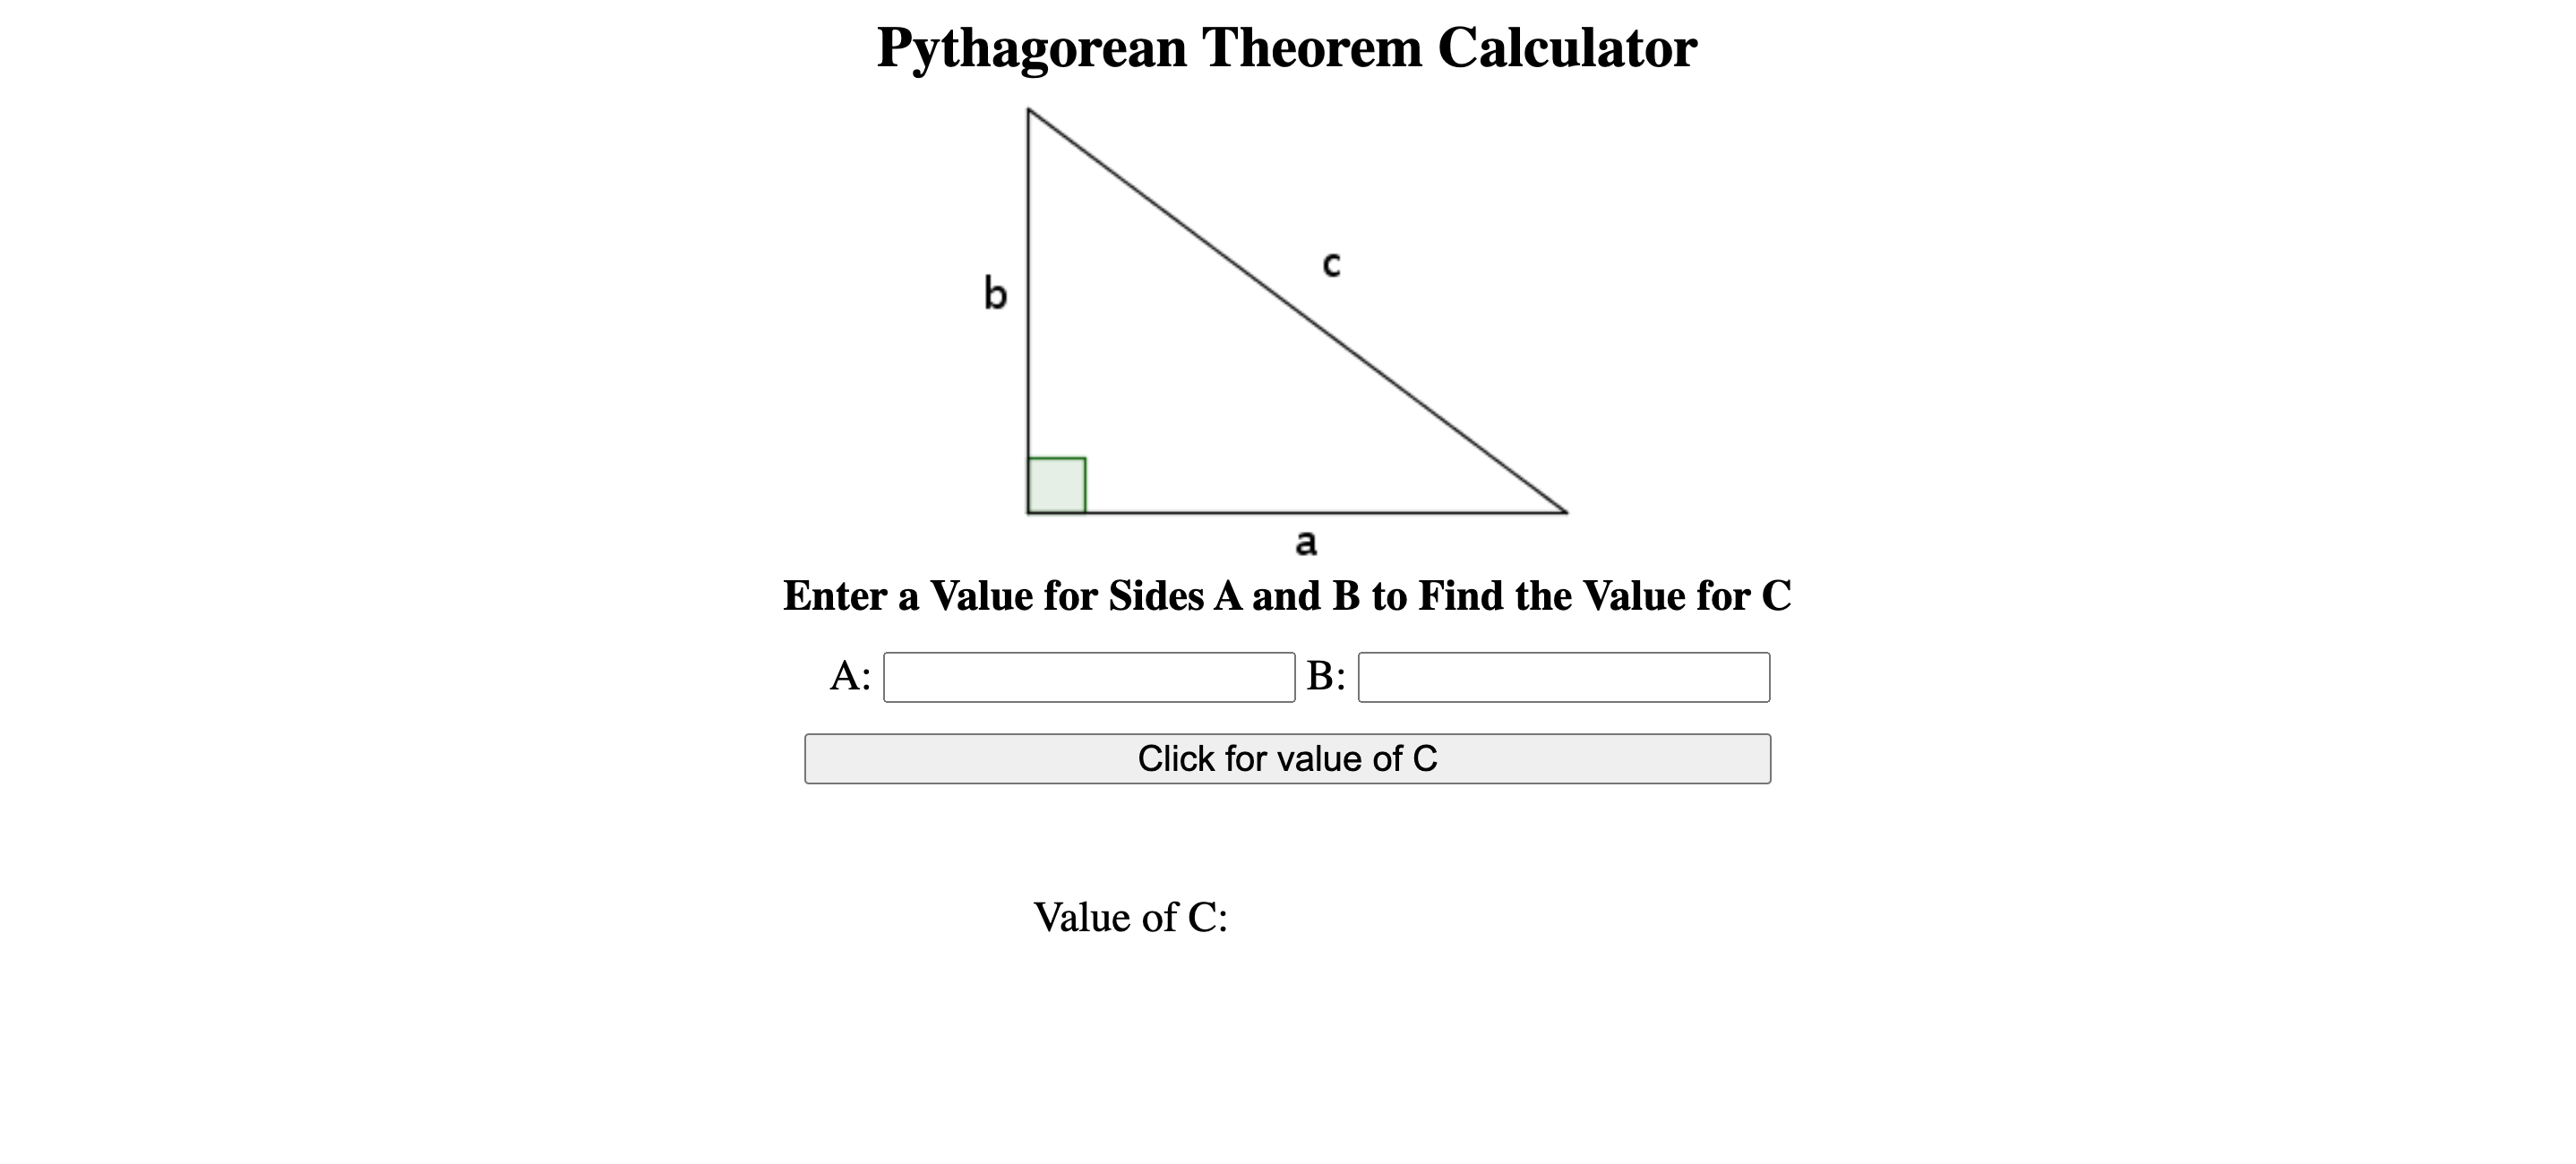 Pythagorean Theorem Calculator
b
c
a
Enter a Value for Sides A and B to Find the Value for C
A: B:
Click for value of C
Value of C: